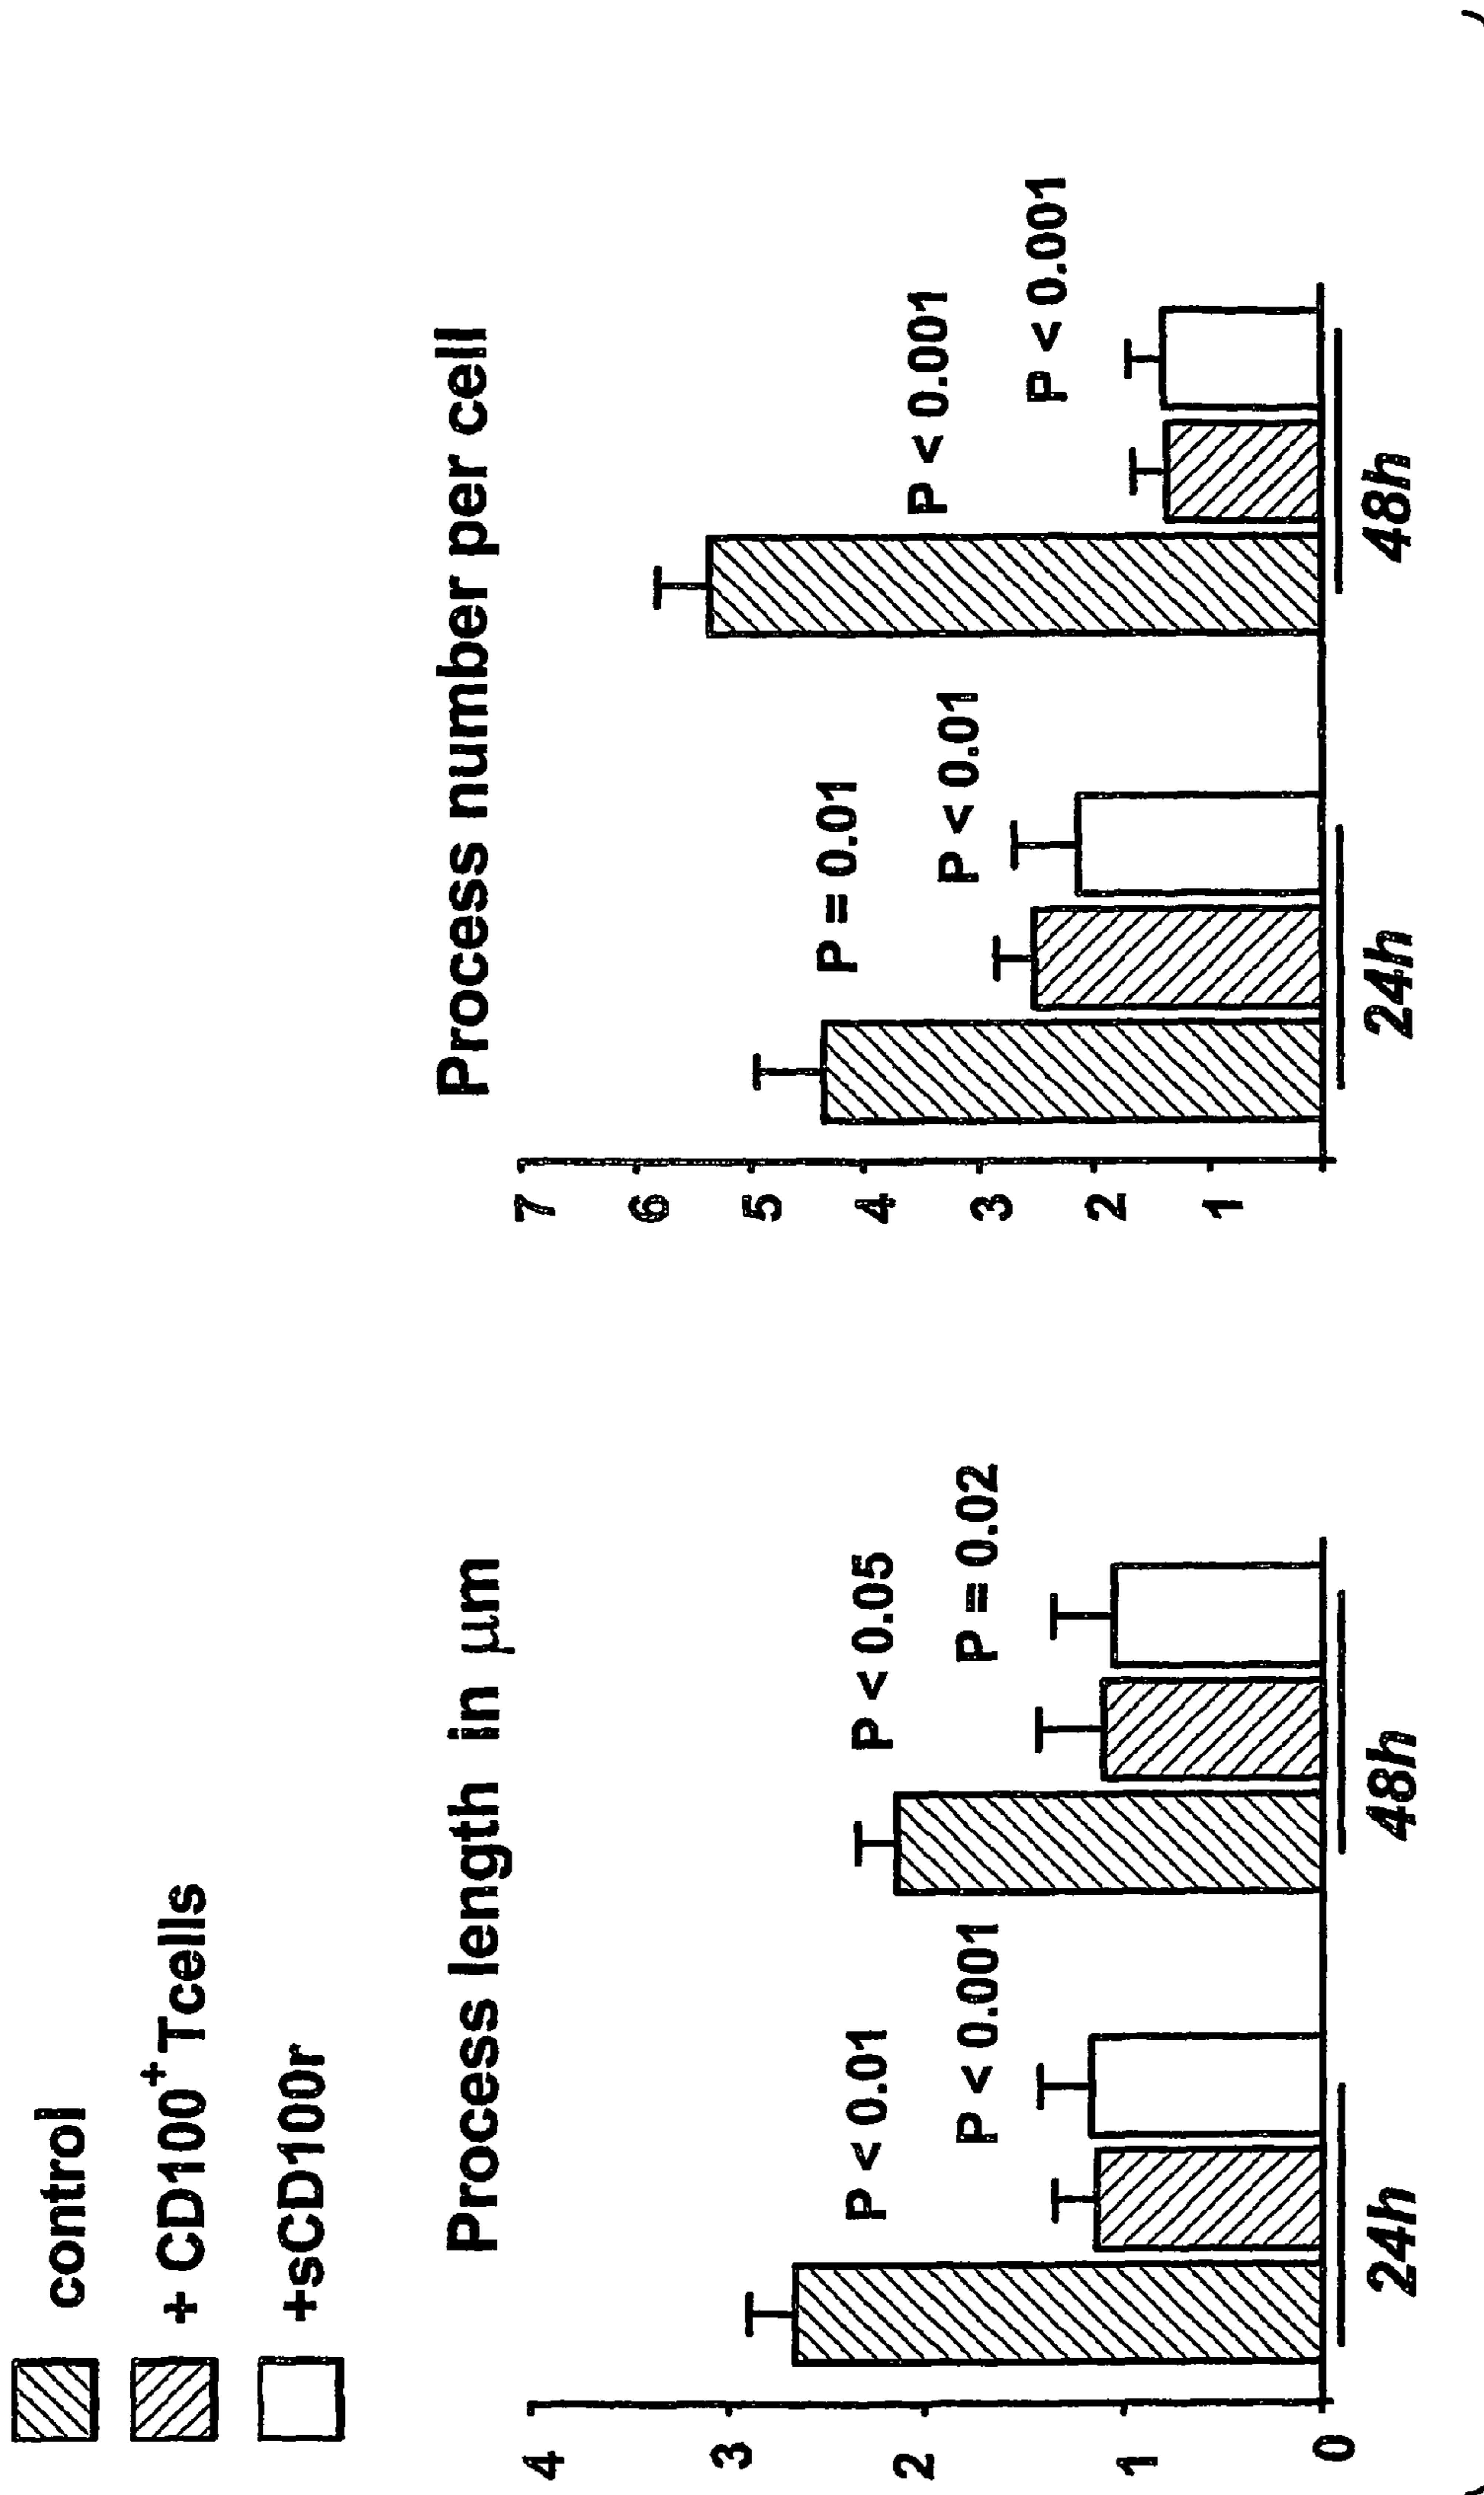 control
+ CD100+ Tcells
+sCD100r
Process length in µm
4
3
2
1
0
P < 0.01
P < 0.001
P < 0.05
P = 0.02
24h
48h
Process number per cell
7
6
5
4
3
2
1
P = 0.01
P < 0.01
P < 0.001
P < 0.001
24h
48h